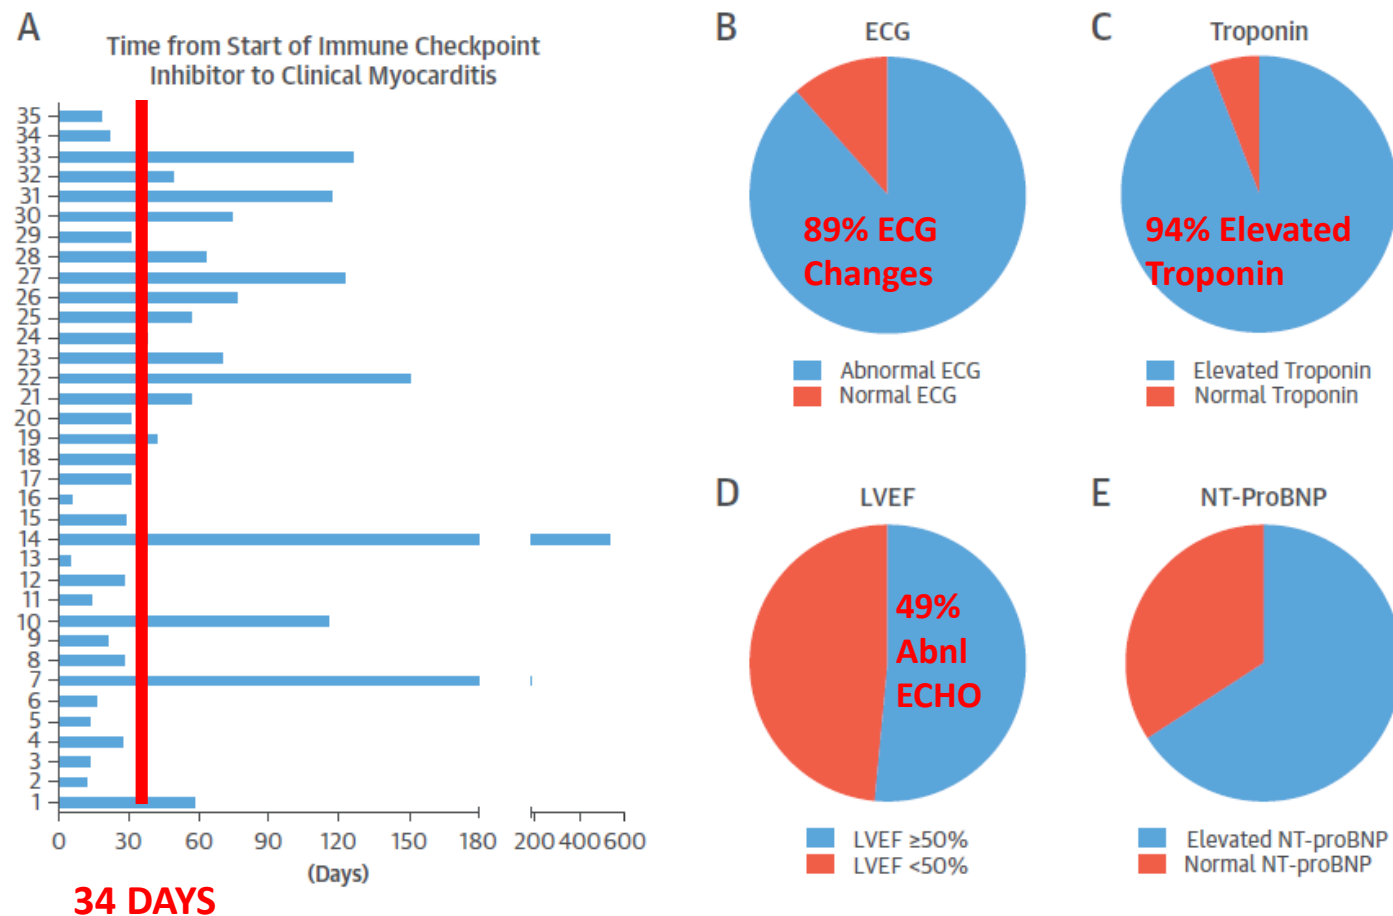 A
Time from Start of Immune Checkpoint
Inhibitor to Clinical Myocarditis
35
34
33
32
31
30
29
28
27
26
25
24
23
22
21
20
19
18
17
16
15
14
13
12
11
10
9
8
7
6
5
4
3
2
1
0 30 60 90 120 150 180 200 400 600
(Days)
34 DAYS
B
ECG
89% ECG
Changes
Abnormal ECG
Normal ECG
C
Troponin
94% Elevated
Troponin
Elevated Troponin
Normal Troponin
D
LVEF
49%
Abnl
ECHO
LVEF ≥50%
LVEF <50%
E
NT-ProBNP
Elevated NT-proBNP
Normal NT-proBNP